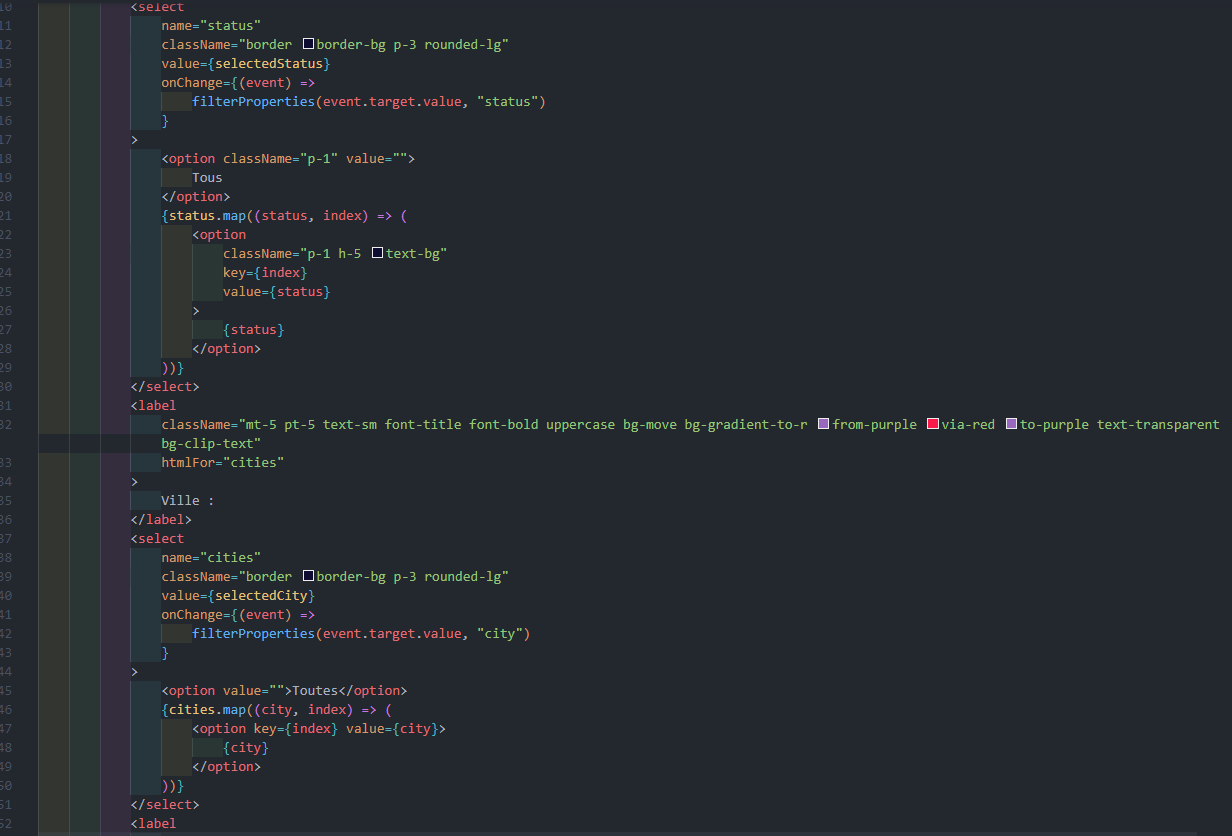 10 <select
11 name="status"
12 className="border border-bg p-3 rounded-lg"
13 value={selectedStatus}
14 onChange={(event) =>
15 filterProperties(event.target.value, "status")
16 }
17 >
18 <option className="p-1" value="">
19 Tous
20 </option>
21 {status.map((status, index) => (
22 <option
23 className="p-1 h-5 text-bg"
24 key={index}
25 value={status}
26 >
27 {status}
28 </option>
29 ))}
30 </select>
31 <label
32 className="mt-5 pt-5 text-sm font-title font-bold uppercase bg-move bg-gradient-to-r from-purple via-red to-purple text-transparent
bg-clip-text"
33 htmlFor="cities"
34 >
35 Ville :
36 </label>
37 <select
38 name="cities"
39 className="border border-bg p-3 rounded-lg"
40 value={selectedCity}
41 onChange={(event) =>
42 filterProperties(event.target.value, "city")
43 }
44 >
45 <option value="">Toutes</option>
46 {cities.map((city, index) => (
47 <option key={index} value={city}>
48 {city}
49 </option>
50 ))}
51 </select>
52 <label